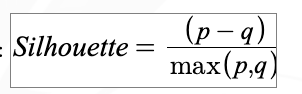 : Silhouette = (p − q) / max(p,q)